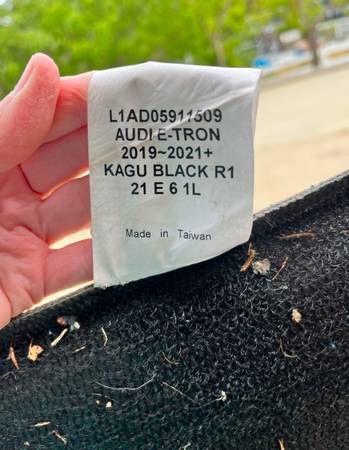 L1AD05911509
AUDI E-TRON
2019~2021+
KAGU BLACK R1
21 E 6 1L
Made in Taiwan